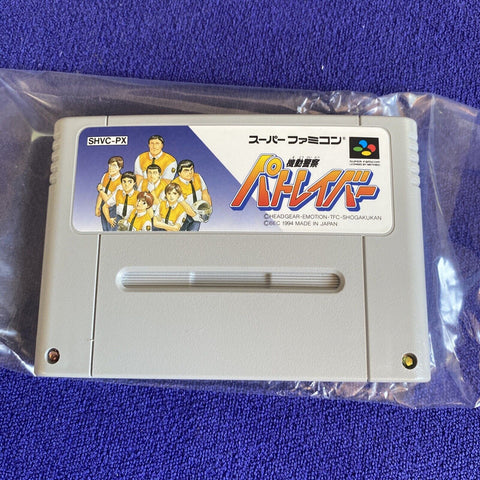 SHVC-PX
スーパーファミコン®
機動警察
パトレイバー
©HEADGEAR·EMOTION·TFC·SHOGAKUKAN
©BEC 1994 MADE IN JAPAN